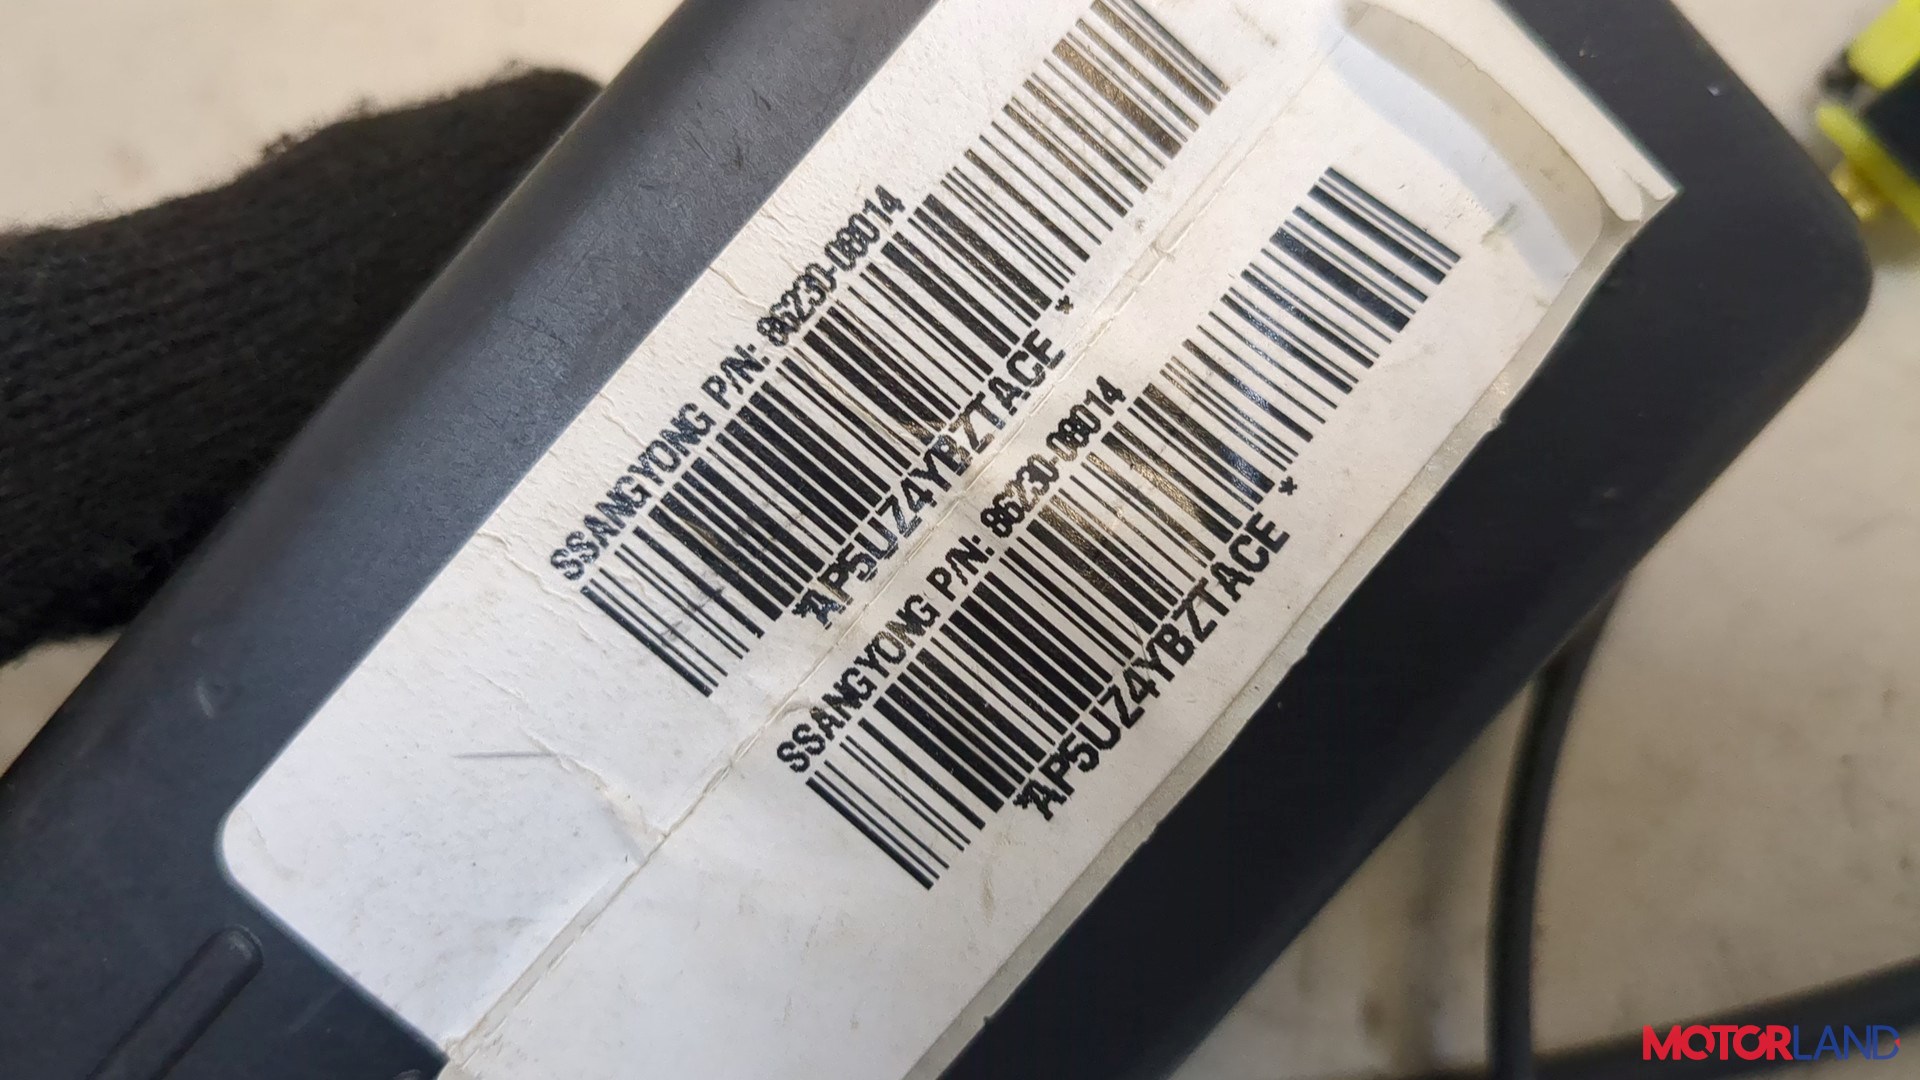 SSANGYONG P/N: 86230-08014
*AP5UZ4YBZTACE *
SSANGYONG P/N: 86230-08014
*AP5UZ4YBZTACE *
MOTORLAND